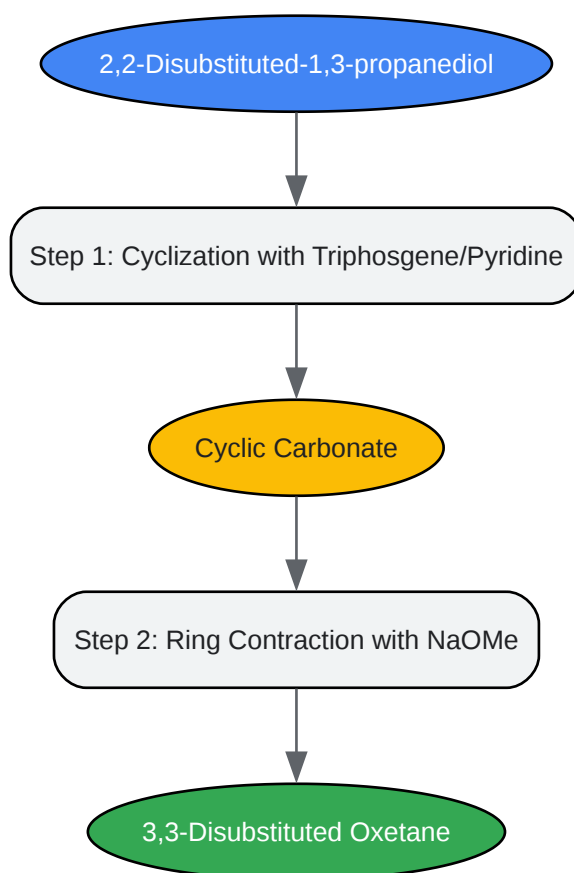 2,2-Disubstituted-1,3-propanediol
Step 1: Cyclization with Triphosgene/Pyridine
Cyclic Carbonate
Step 2: Ring Contraction with NaOMe
3,3-Disubstituted Oxetane